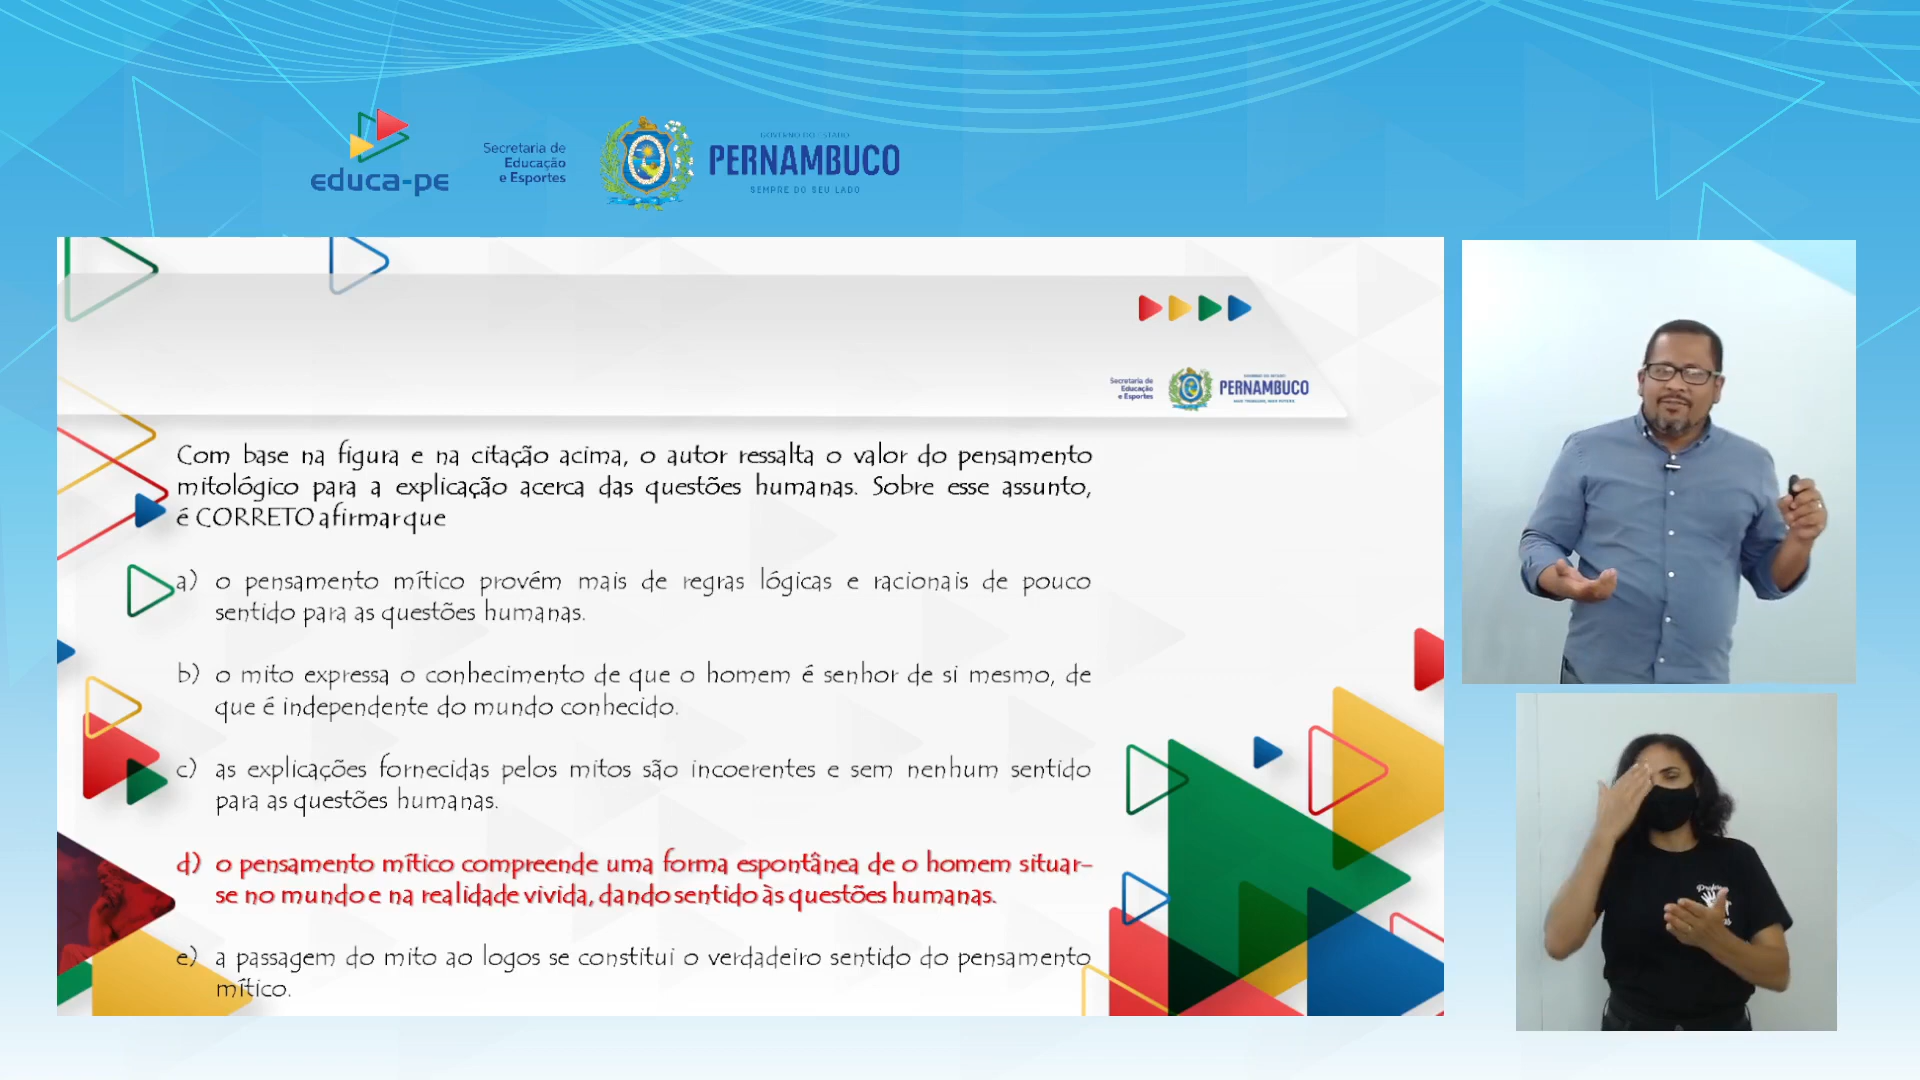 educa-pe
Secretaria de
Educação
e Esportes
GOVERNO DO ESTADO
PERNAMBUCO
SEMPRE DO SEU LADO
Secretaria de
Educação
e Esportes
PERNAMBUCO
Com base na figura e na citação acima, o autor ressalta o valor do pensamento
mitológico para a explicação acerca das questões humanas. Sobre esse assunto,
é CORRETO afirmar que
a) o pensamento mítico provém mais de regras lógicas e racionais de pouco
sentido para as questões humanas.
b) o mito expressa o conhecimento de que o homem é senhor de si mesmo, de
que é independente do mundo conhecido.
c) as explicações fornecidas pelos mitos são incoerentes e sem nenhum sentido
para as questões humanas.
d) o pensamento mítico compreende uma forma espontânea de o homem situar-
se no mundo e na realidade vivida, dando sentido às questões humanas.
e) a passagem do mito ao logos se constitui o verdadeiro sentido do pensamento
mítico.